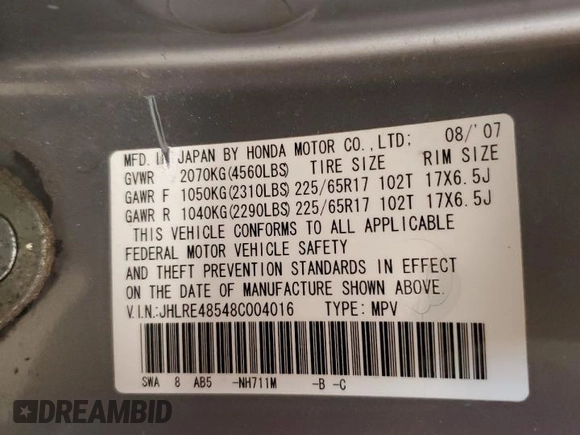 MFD. IN JAPAN BY HONDA MOTOR CO.,LTD; 08/'07
GVWR 2070KG(4560LBS) TIRE SIZE RIM SIZE
GAWR F 1050KG(2310LBS) 225/65R17 102T 17X6.5J
GAWR R 1040KG(2290LBS) 225/65R17 102T 17X6.5J
THIS VEHICLE CONFORMS TO ALL APPLICABLE
FEDERAL MOTOR VEHICLE SAFETY
AND THEFT PREVENTION STANDARDS IN EFFECT
ON THE DATE OF MANUFACTURE SHOWN ABOVE.
V.I.N:JHLRE48548C004016 TYPE: MPV
SWA 8 AB5 -NH711M -B -C
DREAMBID